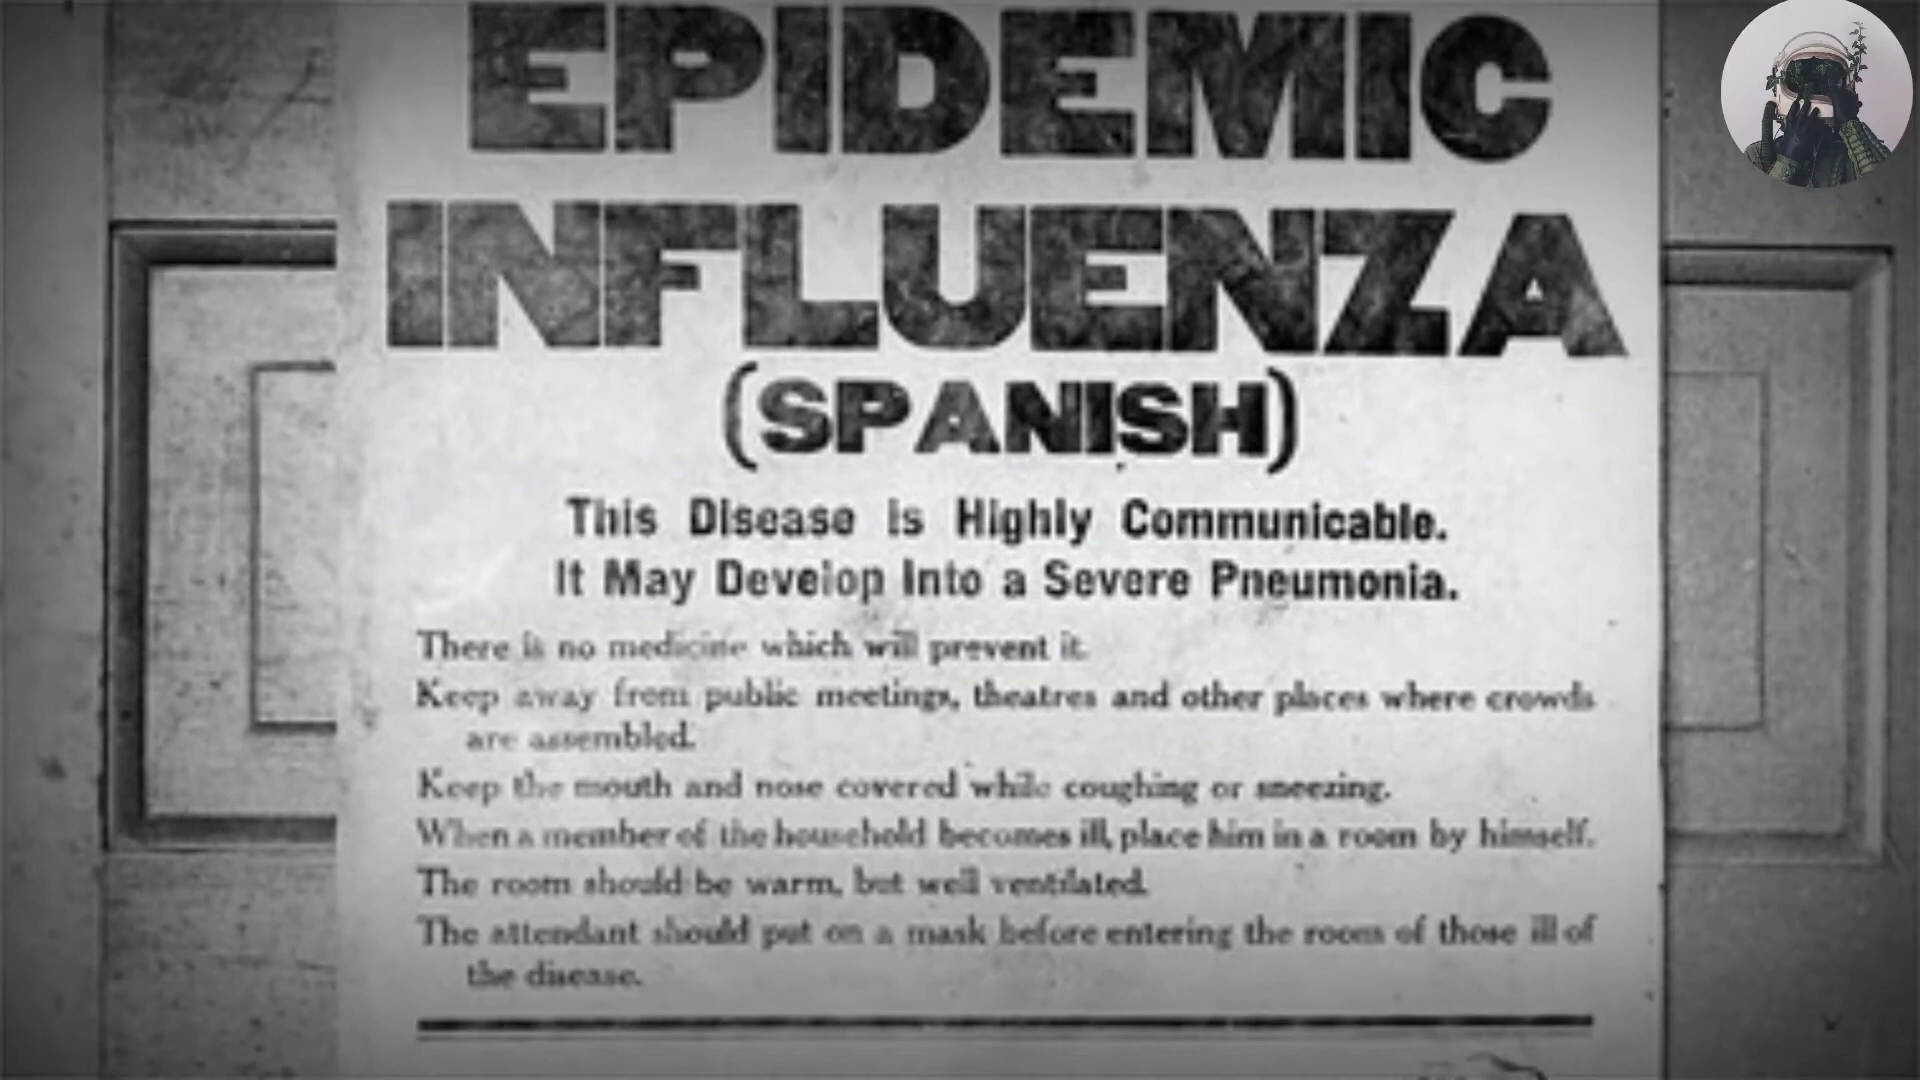 EPIDEMIC
INFLUENZA
(SPANISH)
This Disease is Highly Communicable.
It May Develop Into a Severe Pneumonia.
There is no medicine which will prevent it.
Keep away from public meetings, theatres and other places where crowds
are assembled.
Keep the mouth and nose covered while coughing or sneezing.
When a member of the household becomes ill, place him in a room by himself.
The room should be warm, but well ventilated.
The attendant should put on a mask before entering the room of those ill of
the disease.